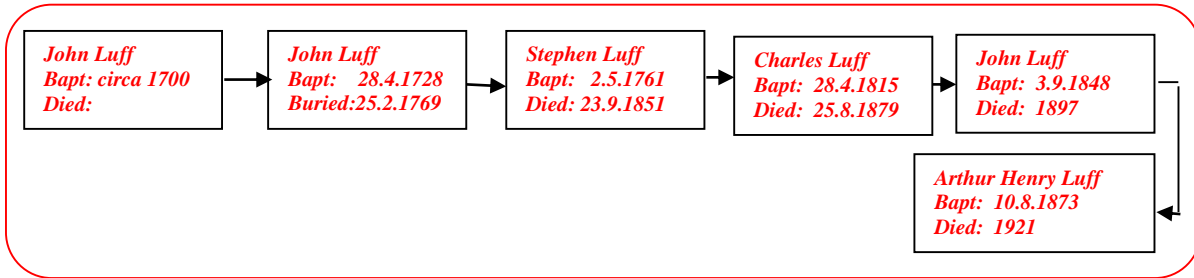 John Luff
Bapt: circa 1700
Died:
John Luff
Bapt: 28.4.1728
Buried:25.2.1769
Stephen Luff
Bapt: 2.5.1761
Died: 23.9.1851
Charles Luff
Bapt: 28.4.1815
Died: 25.8.1879
John Luff
Bapt: 3.9.1848
Died: 1897
Arthur Henry Luff
Bapt: 10.8.1873
Died: 1921